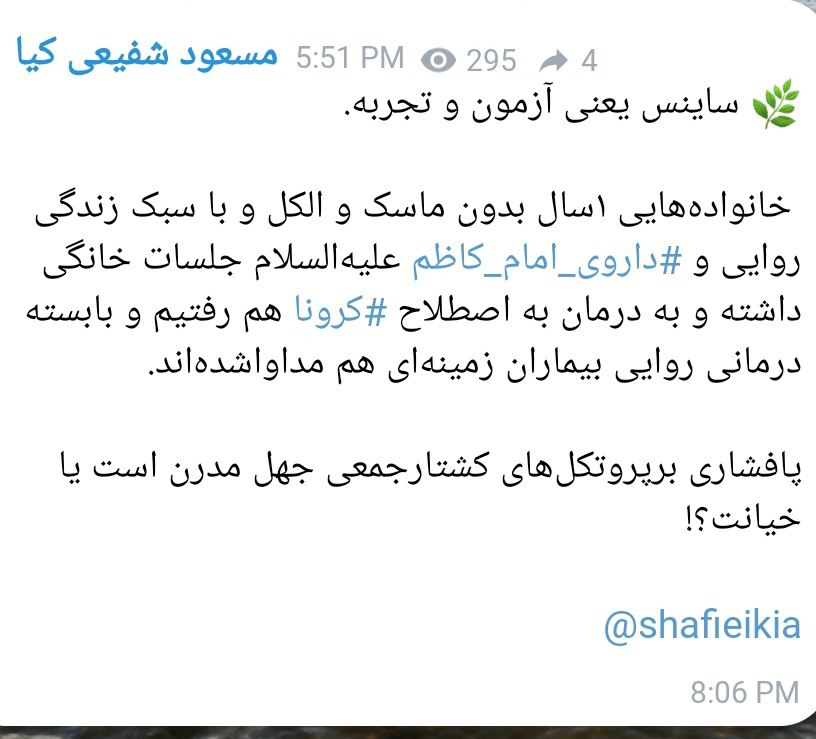 مسعود شفیعی کیا 5:51 PM 295 4
🌿 ساینس یعنی آزمون و تجربه.
خانواده‌هایی ۱سال بدون ماسک و الکل و با سبک زندگی
روایی و #داروی_امام_کاظم علیه‌السلام جلسات خانگی
داشته و به درمان به اصطلاح #کرونا هم رفتیم و بابسته
درمانی روایی بیماران زمینه‌ای هم مداواشده‌اند.
پافشاری برپروتکل‌های کشتارجمعی جهل مدرن است یا
خیانت؟!
@shafieikia
8:06 PM